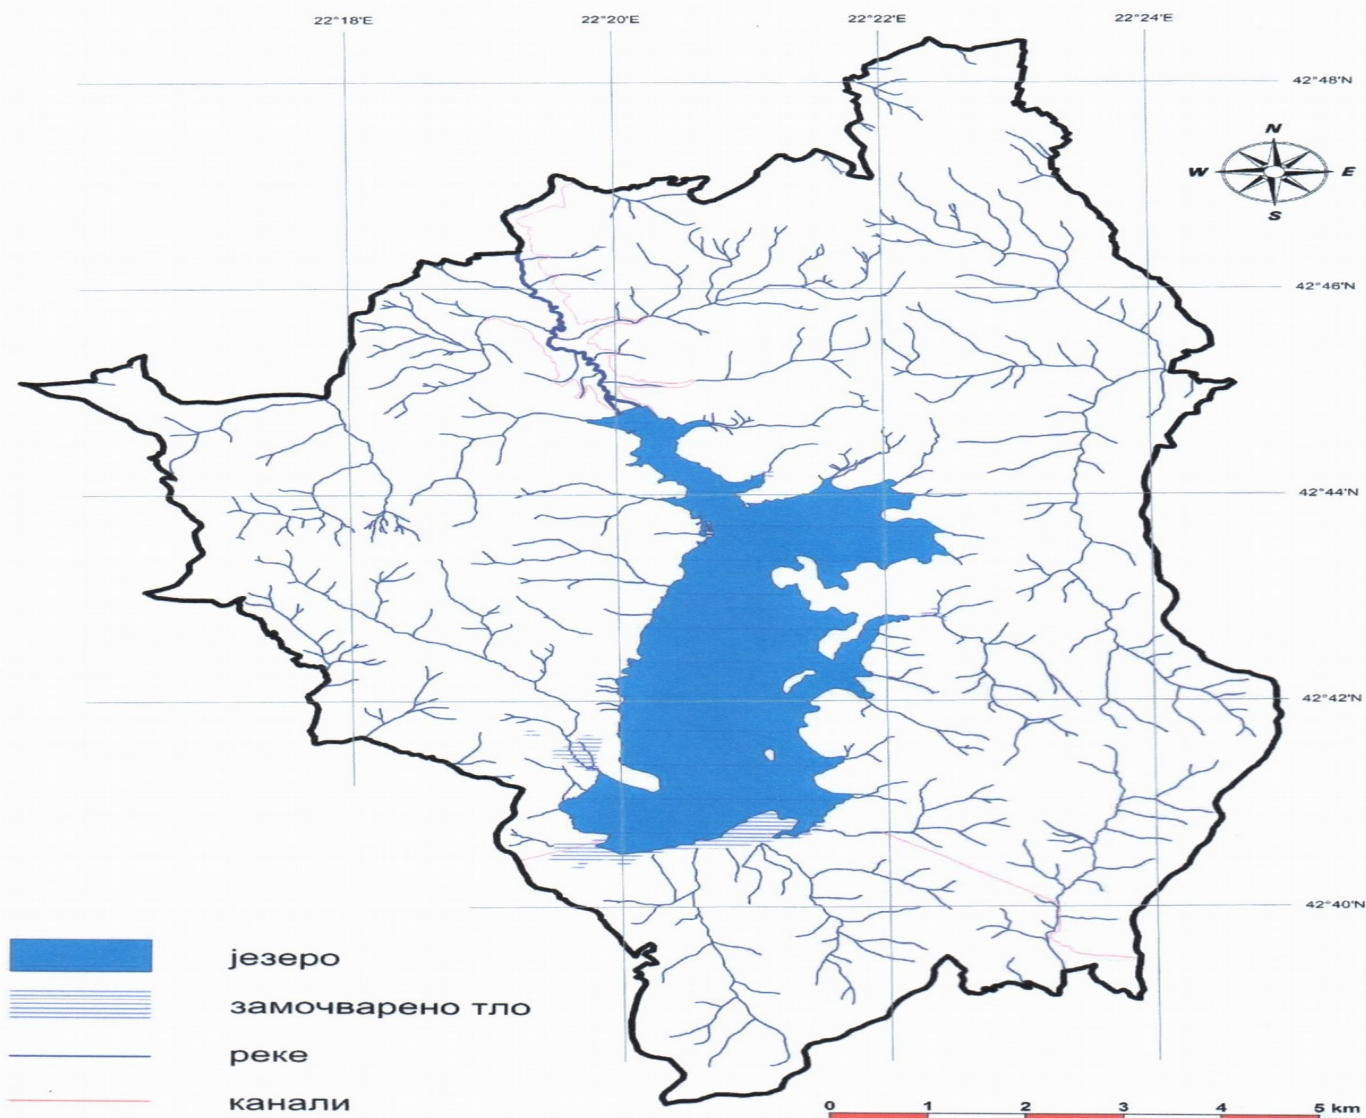 22°18'E 22°20'E 22°22'E 22°24'E
42°48'N
N
W E
S
42°46'N
42°44'N
42°42'N
42°40'N
језеро
замочварено тло
реке
канали
0 1 2 3 4 5 km